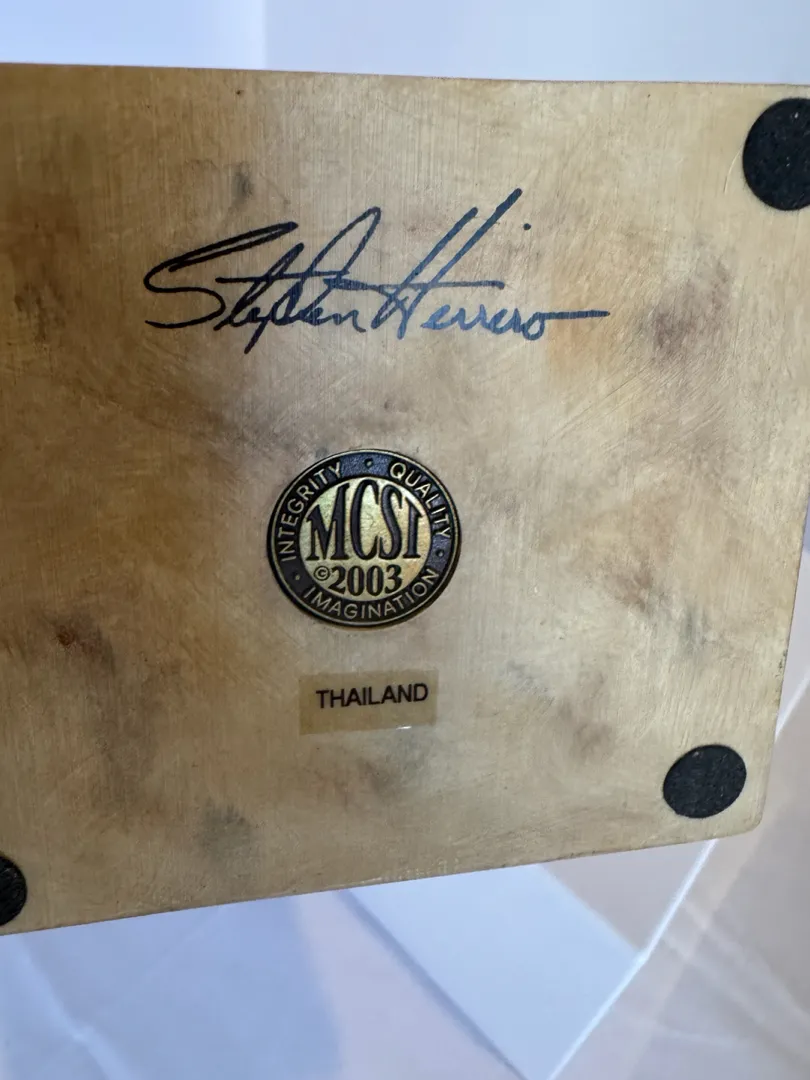 Stephen Herrero
INTEGRITY • QUALITY •
MCSI
©2003
• IMAGINATION
THAILAND